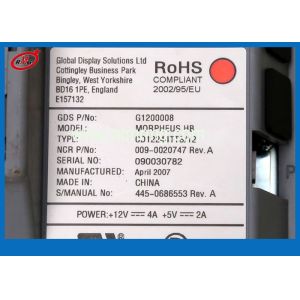 Global Display Solutions Ltd
Cottingley Business Park
Bingley, West Yorkshire
BD16 1PE, England
E157132
RoHS
COMPLIANT
2002/95/EU
GDS P/No: G1200008
MODEL: MORPHEUS HB
TYPE:
NCR P/No: 009-0020747 Rev. A
SERIAL NO: 090030782
MANUFACTURED: April 2007
MADE IN: CHINA
S/MANUAL No: 445-0686553 Rev. A
POWER: +12V ⎓ 4A +5V ⎓ 2A